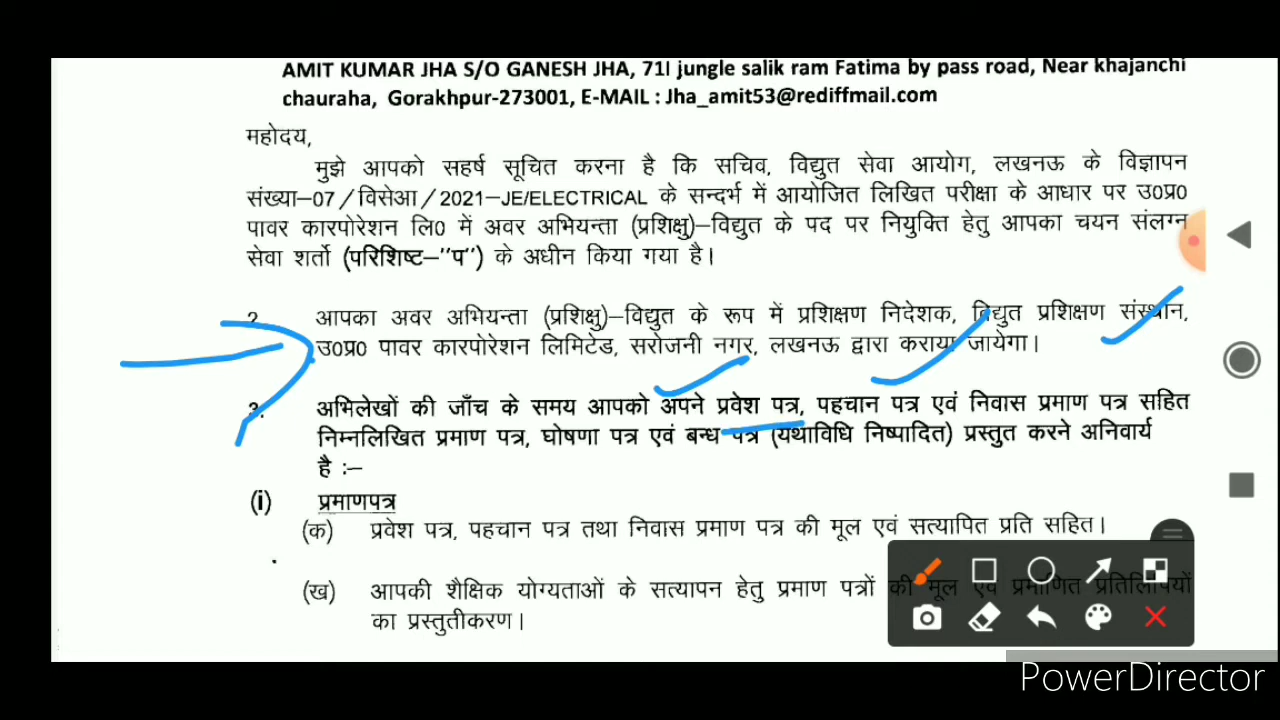 AMIT KUMAR JHA S/O GANESH JHA, 71I jungle salik ram Fatima by pass road, Near khajanchi
chauraha, Gorakhpur-273001, E-MAIL : Jha_amit53@rediffmail.com
महोदय,
मुझे आपको सहर्ष सूचित करना है कि सचिव, विद्युत सेवा आयोग, लखनऊ के विज्ञापन
संख्या–07/विसेआ/2021–JE/ELECTRICAL के सन्दर्भ में आयोजित लिखित परीक्षा के आधार पर उ0प्र0
पावर कारपोरेशन लि0 में अवर अभियन्ता (प्रशिक्षु)–विद्युत के पद पर नियुक्ति हेतु आपका चयन संलग्न
सेवा शर्तो (परिशिष्ट–"प") के अधीन किया गया है।
2. आपका अवर अभियन्ता (प्रशिक्षु)–विद्युत के रूप में प्रशिक्षण निदेशक, विद्युत प्रशिक्षण संस्थान,
उ0प्र0 पावर कारपोरेशन लिमिटेड, सरोजनी नगर, लखनऊ द्वारा कराया जायेगा।
3. अभिलेखों की जाँच के समय आपको अपने प्रवेश पत्र, पहचान पत्र एवं निवास प्रमाण पत्र सहित
निम्नलिखित प्रमाण पत्र, घोषणा पत्र एवं बन्ध पत्र (यथाविधि निष्पादित) प्रस्तुत करने अनिवार्य
है :–
(i) प्रमाणपत्र
(क) प्रवेश पत्र, पहचान पत्र तथा निवास प्रमाण पत्र की मूल एवं सत्यापित प्रति सहित।
(ख) आपकी शैक्षिक योग्यताओं के सत्यापन हेतु प्रमाण पत्रों की मूल एवं प्रमाणित प्रतिलिपियों
का प्रस्तुतीकरण।
PowerDirector